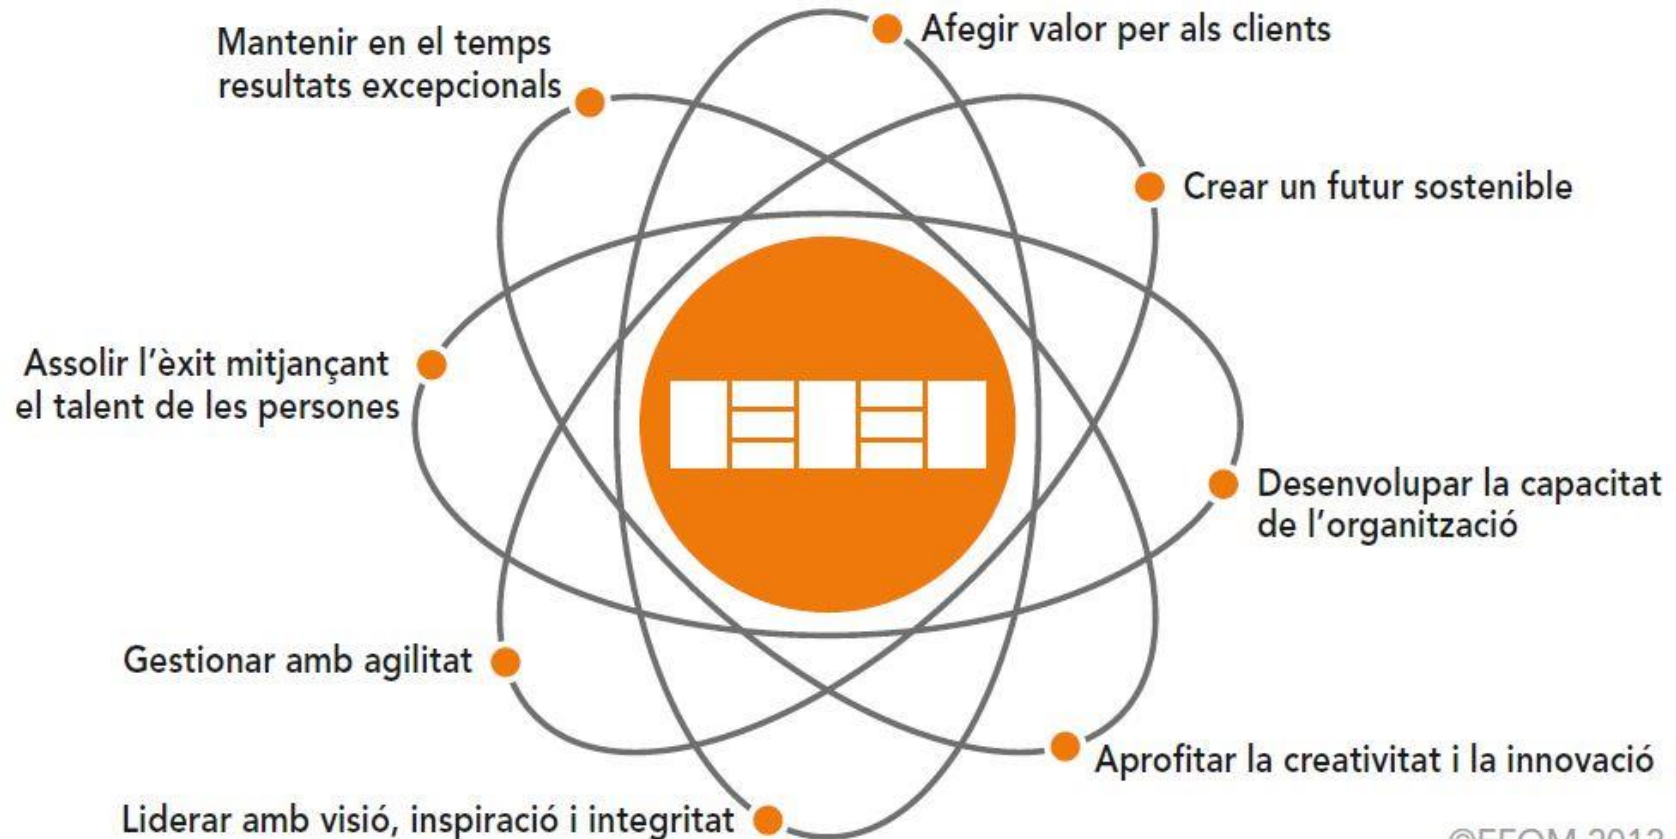 Afegir valor per als clients
Mantenir en el temps
resultats excepcionals
Crear un futur sostenible
Assolir l’èxit mitjançant
el talent de les persones
Desenvolupar la capacitat
de l’organització
Gestionar amb agilitat
Aprofitar la creativitat i la innovació
Liderar amb visió, inspiració i integritat
©EFQM 2012